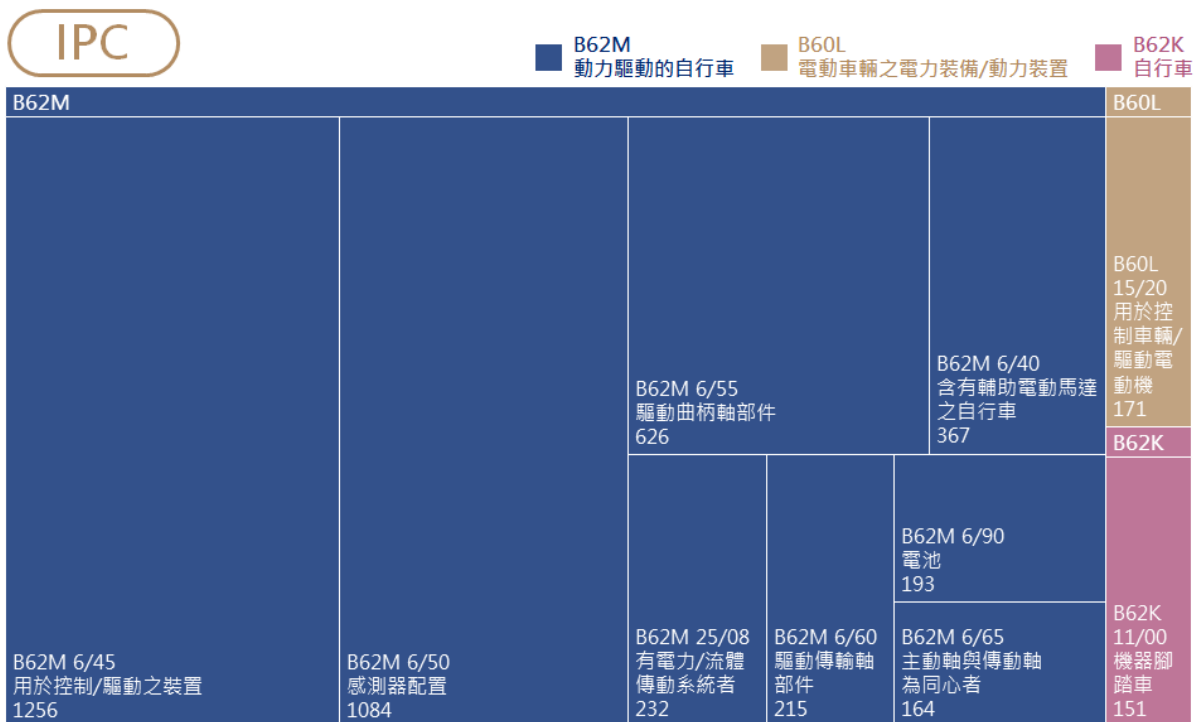 IPC
B62M
動力驅動的自行車
B60L
電動車輛之電力裝備/動力裝置
B62K
自行車
B62M
B62M 6/45
用於控制/驅動之裝置
1256
B62M 6/50
感測器配置
1084
B62M 6/55
驅動曲柄軸部件
626
B62M 6/40
含有輔助電動馬達
之自行車
367
B62M 25/08
有電力/流體
傳動系統者
232
B62M 6/60
驅動傳輸軸
部件
215
B62M 6/90
電池
193
B62M 6/65
主動軸與傳動軸
為同心者
164
B60L
B60L
15/20
用於控
制車輛/
驅動電
動機
171
B62K
B62K
11/00
機器腳
踏車
151